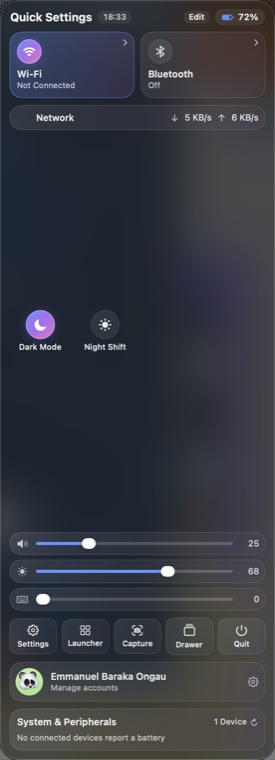 Quick Settings 18:33 Edit 72%
Wi-Fi
Not Connected
Bluetooth
Off
Network ↓ 5 KB/s ↑ 6 KB/s
Dark Mode
Night Shift
25
68
0
Settings
Launcher
Capture
Drawer
Quit
Emmanuel Baraka Ongau
Manage accounts
System & Peripherals 1 Device
No connected devices report a battery